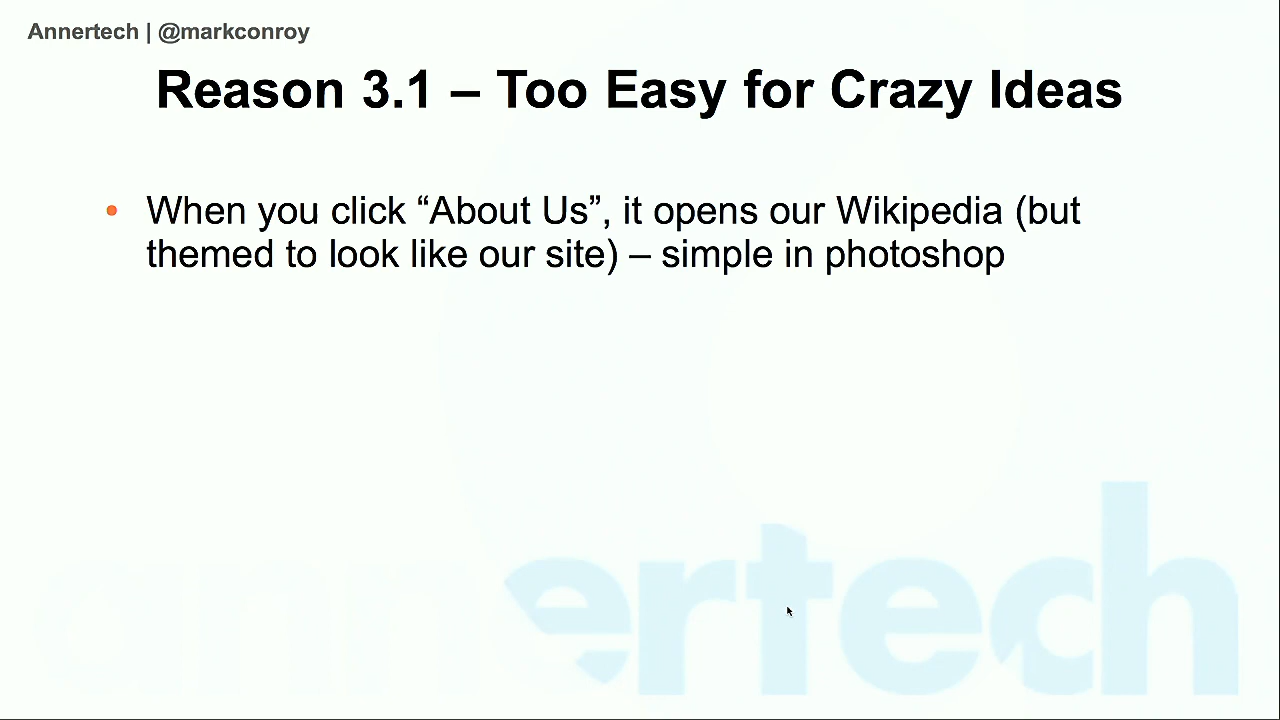 Annertech | @markconroy
Reason 3.1 – Too Easy for Crazy Ideas
• When you click “About Us”, it opens our Wikipedia (but
themed to look like our site) – simple in photoshop
annertech